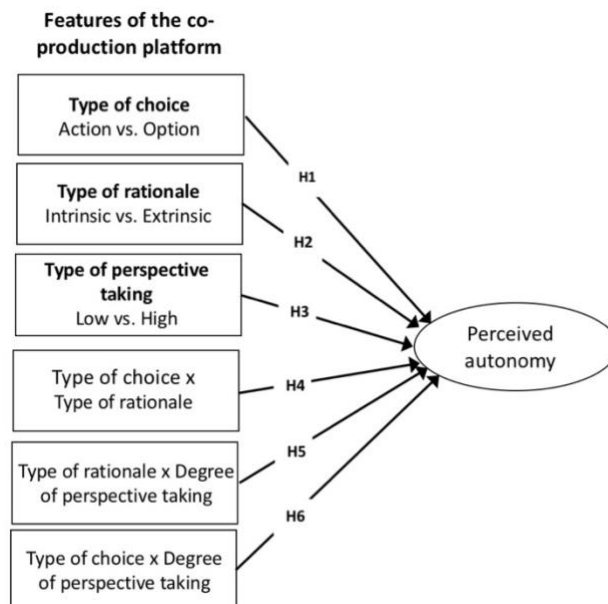 Features of the co-
production platform
Type of choice
Action vs. Option
H1
Type of rationale
Intrinsic vs. Extrinsic
H2
Type of perspective
taking
Low vs. High
H3
Perceived
autonomy
Type of choice x
Type of rationale
H4
Type of rationale x Degree
of perspective taking
H5
Type of choice x Degree
of perspective taking
H6